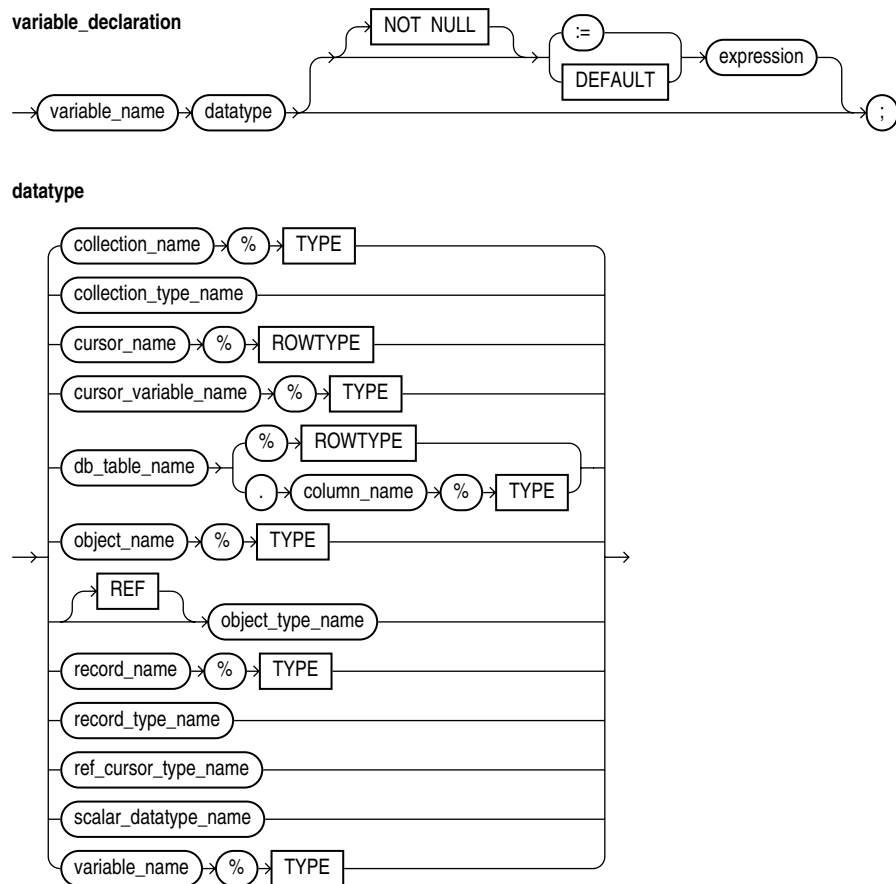 variable_declaration
NOT NULL
:=
DEFAULT
expression
variable_name datatype ;
datatype
collection_name % TYPE
collection_type_name
cursor_name % ROWTYPE
cursor_variable_name % TYPE
% ROWTYPE
db_table_name
. column_name % TYPE
object_name % TYPE
REF
object_type_name
record_name % TYPE
record_type_name
ref_cursor_type_name
scalar_datatype_name
variable_name % TYPE